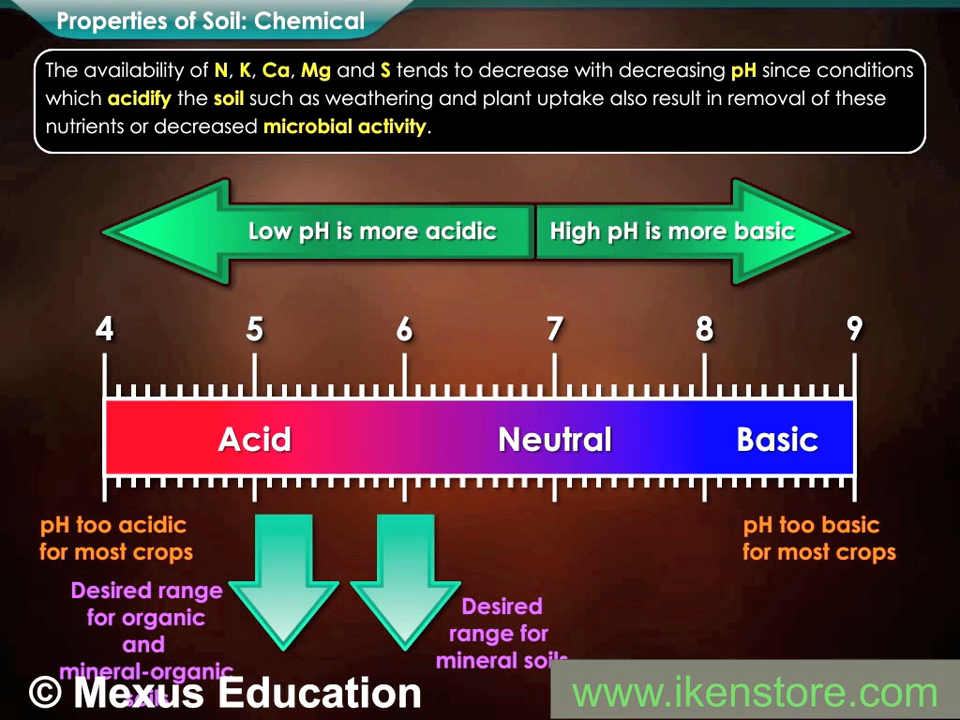 Properties of Soil: Chemical
The availability of N, K, Ca, Mg and S tends to decrease with decreasing pH since conditions
which acidify the soil such as weathering and plant uptake also result in removal of these
nutrients or decreased microbial activity.
Low pH is more acidic High pH is more basic
4 5 6 7 8 9
Acid Neutral Basic
pH too acidic
for most crops
pH too basic
for most crops
Desired range
for organic
and
mineral-organic
soils
Desired
range for
mineral soils
© Mexus Education
www.ikenstore.com